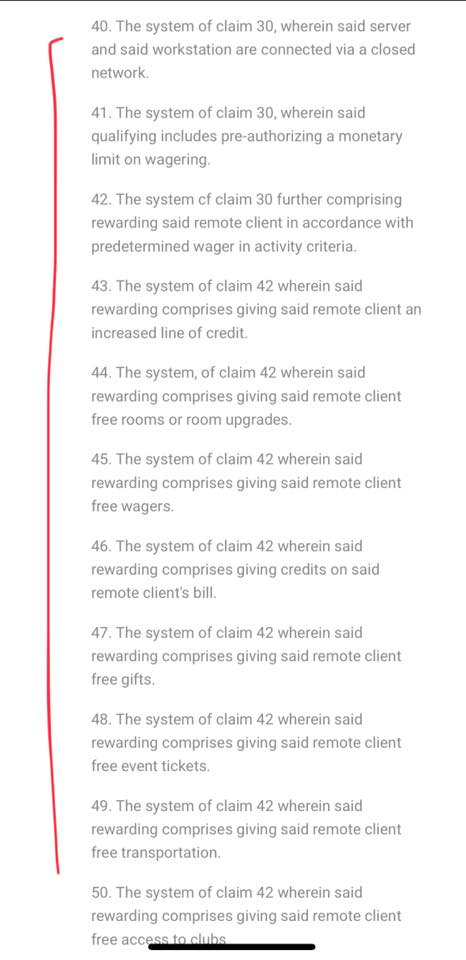 40. The system of claim 30, wherein said server
and said workstation are connected via a closed
network.
41. The system of claim 30, wherein said
qualifying includes pre-authorizing a monetary
limit on wagering.
42. The system cf claim 30 further comprising
rewarding said remote client in accordance with
predetermined wager in activity criteria.
43. The system of claim 42 wherein said
rewarding comprises giving said remote client an
increased line of credit.
44. The system, of claim 42 wherein said
rewarding comprises giving said remote client
free rooms or room upgrades.
45. The system of claim 42 wherein said
rewarding comprises giving said remote client
free wagers.
46. The system of claim 42 wherein said
rewarding comprises giving credits on said
remote client's bill.
47. The system of claim 42 wherein said
rewarding comprises giving said remote client
free gifts.
48. The system of claim 42 wherein said
rewarding comprises giving said remote client
free event tickets.
49. The system of claim 42 wherein said
rewarding comprises giving said remote client
free transportation.
50. The system of claim 42 wherein said
rewarding comprises giving said remote client
free access to clubs